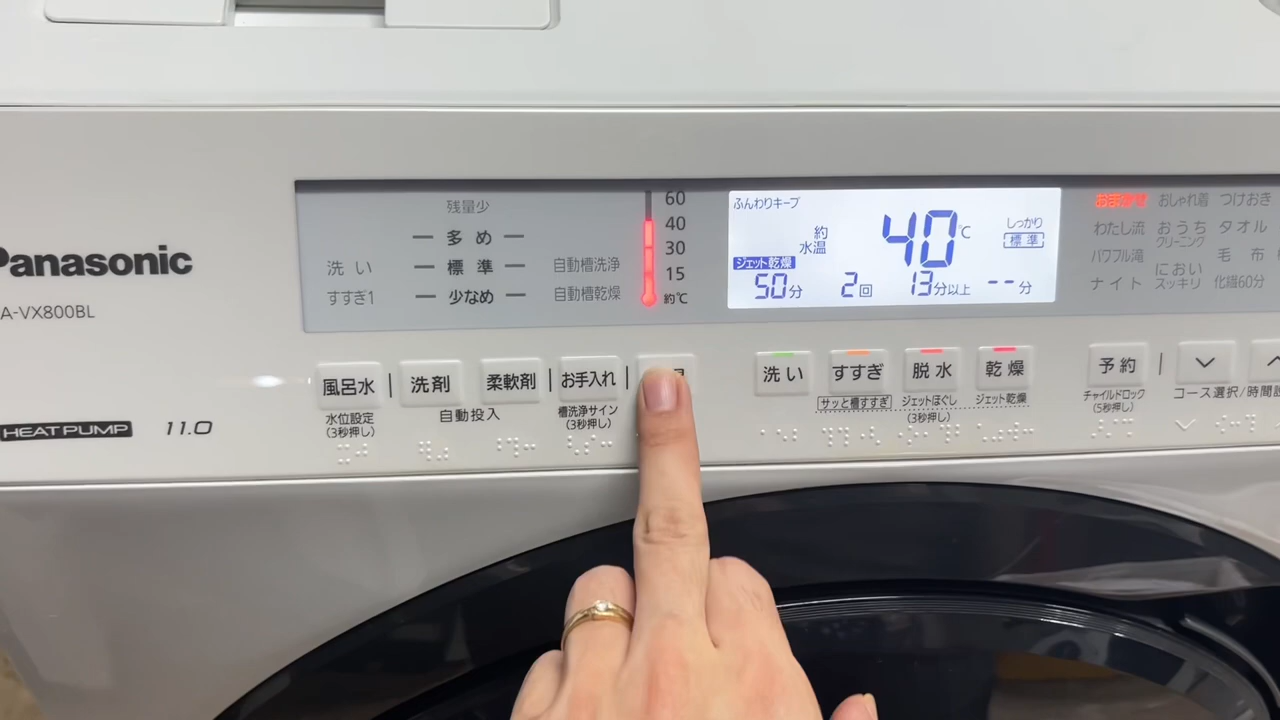 Panasonic
A-VX800BL
HEAT PUMP 11.0
残量少
多め
洗い 標準 自動槽洗浄
すすぎ1 少なめ 自動槽乾燥
60
40
30
15
約℃
ふんわりキープ
約
水温
40℃
しっかり
標準
ジェット乾燥
50分 2回 13分以上 --分
おまかせ おしゃれ着 つけおき
わたし流 おうちクリーニング タオル
パワフル滝 においスッキリ 毛布
ナイト 化繊60分
風呂水
水位設定
(3秒押し)
洗剤 柔軟剤
自動投入
お手入れ
槽洗浄サイン
(3秒押し)
洗い
すすぎ
サッと槽すすぎ
脱水
ジェットほぐし
(3秒押し)
乾燥
ジェット乾燥
予約
チャイルドロック
(5秒押し)
コース選択/時間